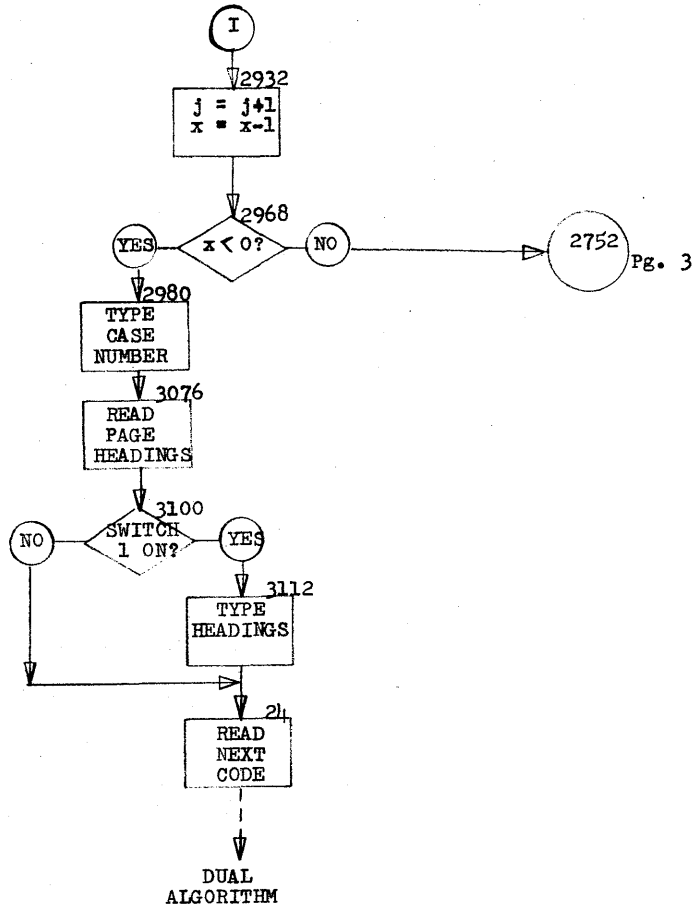 I
2932
j = j+1
x = x-1
2968
YES
x < 0?
NO
2752
Pg. 3
2980
TYPE
CASE
NUMBER
3076
READ
PAGE
HEADINGS
3100
NO
SWITCH
1 ON?
YES
3112
TYPE
HEADINGS
24
READ
NEXT
CODE
DUAL
ALGORITHM